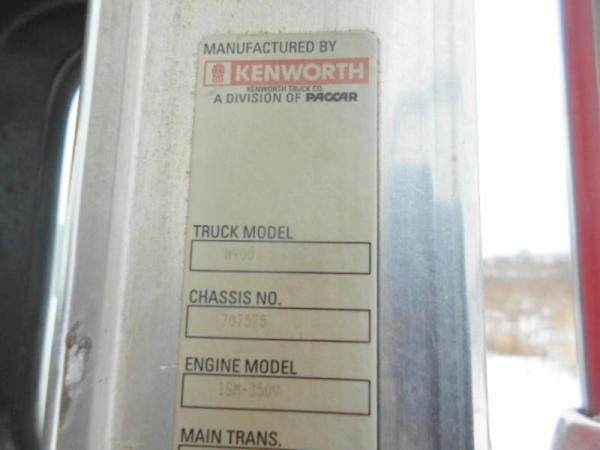 MANUFACTURED BY
KENWORTH
KENWORTH TRUCK CO.
A DIVISION OF PACCAR
TRUCK MODEL
W900
CHASSIS NO.
787575
ENGINE MODEL
ISM-350V
MAIN TRANS.